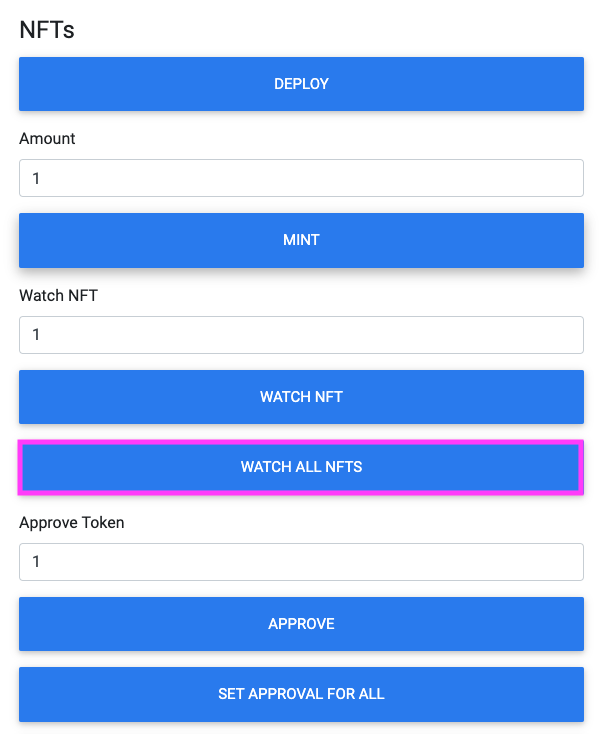 NFTs
DEPLOY
Amount
1
MINT
Watch NFT
1
WATCH NFT
WATCH ALL NFTS
Approve Token
1
APPROVE
SET APPROVAL FOR ALL